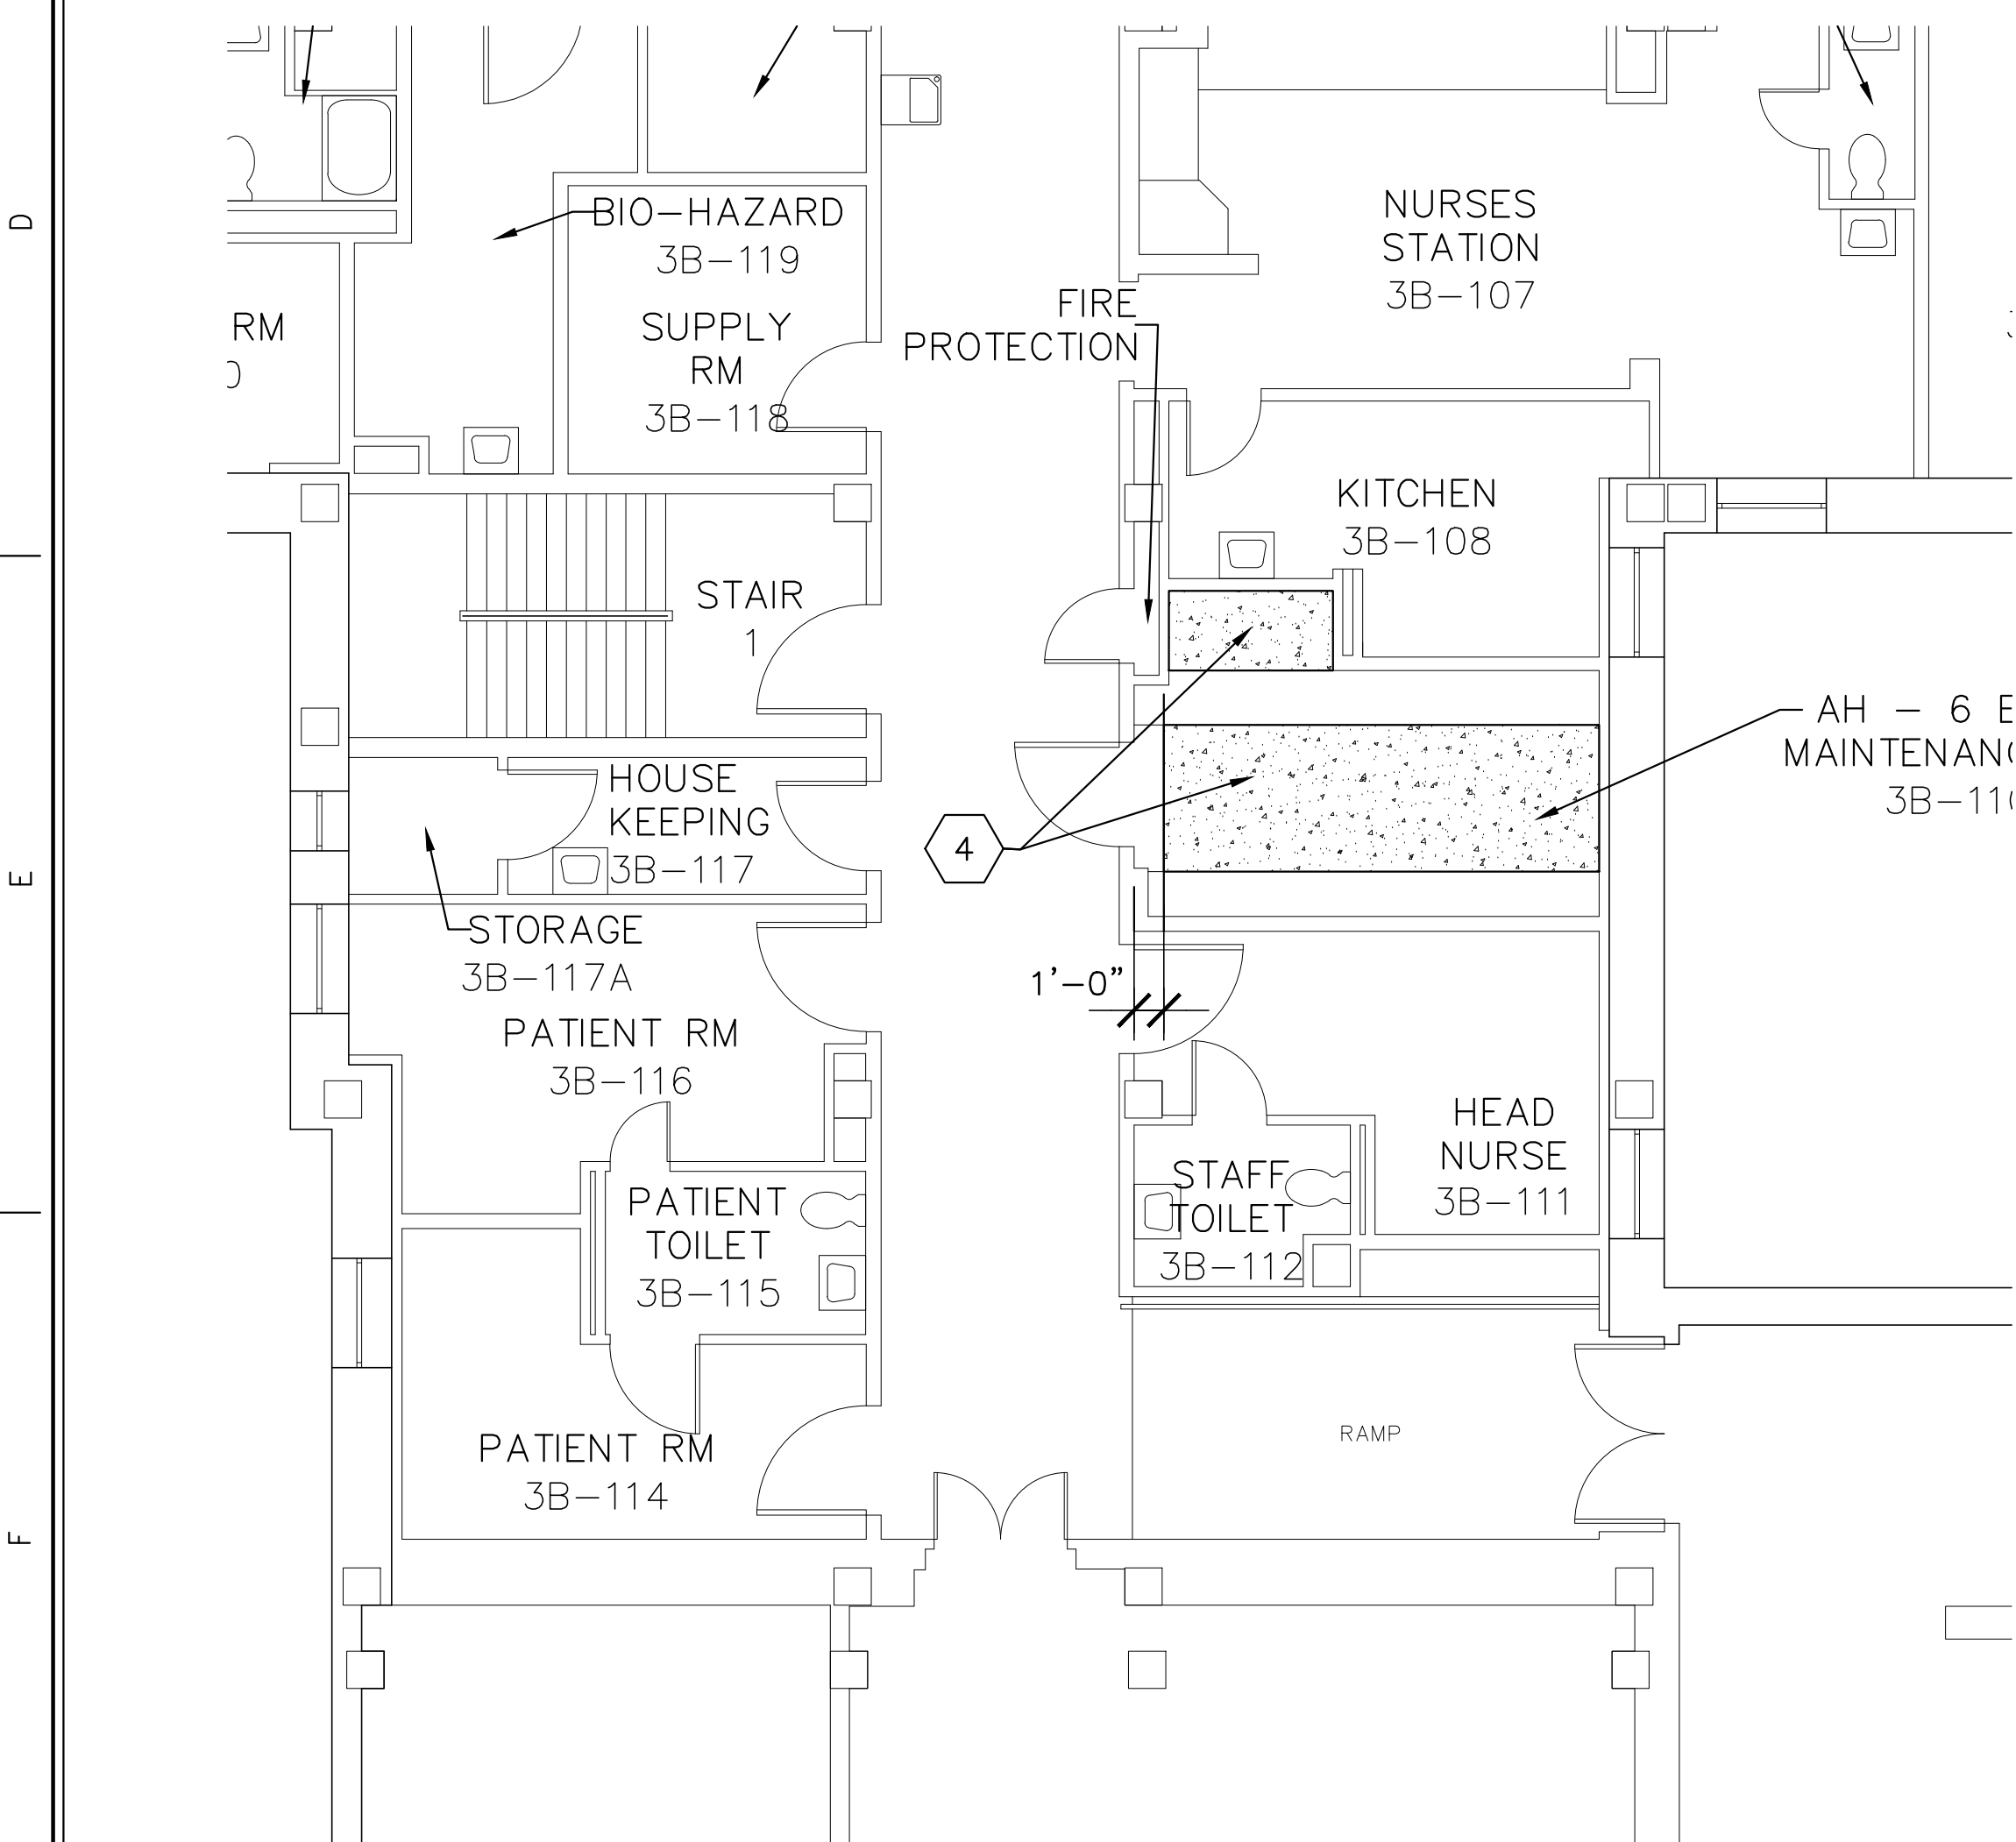 D
E
F
BIO-HAZARD
3B-119
SUPPLY
RM
3B-118
RM
FIRE
PROTECTION
NURSES
STATION
3B-107
KITCHEN
3B-108
STAIR
1
HOUSE
KEEPING
3B-117
STORAGE
3B-117A
4
AH - 6
3B-11
1'-0"
PATIENT RM
3B-116
PATIENT
TOILET
3B-115
PATIENT RM
3B-114
HEAD
NURSE
3B-111
STAFF
TOILET
3B-112
RAMP